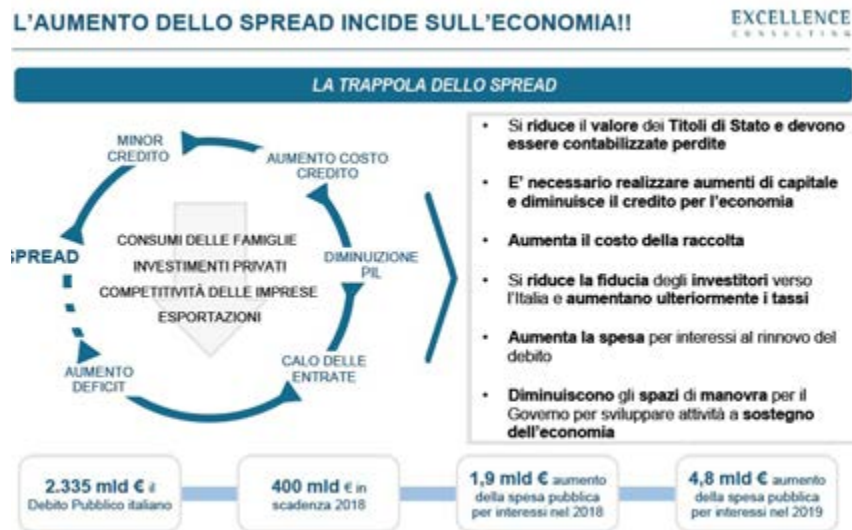 L'AUMENTO DELLO SPREAD INCIDE SULL'ECONOMIA!!
EXCELLENCE
CONSULTING
LA TRAPPOLA DELLO SPREAD
MINOR
CREDITO
AUMENTO COSTO
CREDITO
SPREAD
CONSUMI DELLE FAMIGLIE
INVESTIMENTI PRIVATI
COMPETITIVITÀ DELLE IMPRESE
ESPORTAZIONI
DIMINUIZIONE
PIL
AUMENTO
DEFICIT
CALO DELLE
ENTRATE
• Si riduce il valore dei Titoli di Stato e devono
essere contabilizzate perdite
• E' necessario realizzare aumenti di capitale
e diminuisce il credito per l'economia
• Aumenta il costo della raccolta
• Si riduce la fiducia degli investitori verso
l'Italia e aumentano ulteriormente i tassi
• Aumenta la spesa per interessi al rinnovo del
debito
• Diminuiscono gli spazi di manovra per il
Governo per sviluppare attività a sostegno
dell'economia
2.335 mld € il
Debito Pubblico italiano
400 mld € in
scadenza 2018
1,9 mld € aumento
della spesa pubblica
per interessi nel 2018
4,8 mld € aumento
della spesa pubblica
per interessi nel 2019